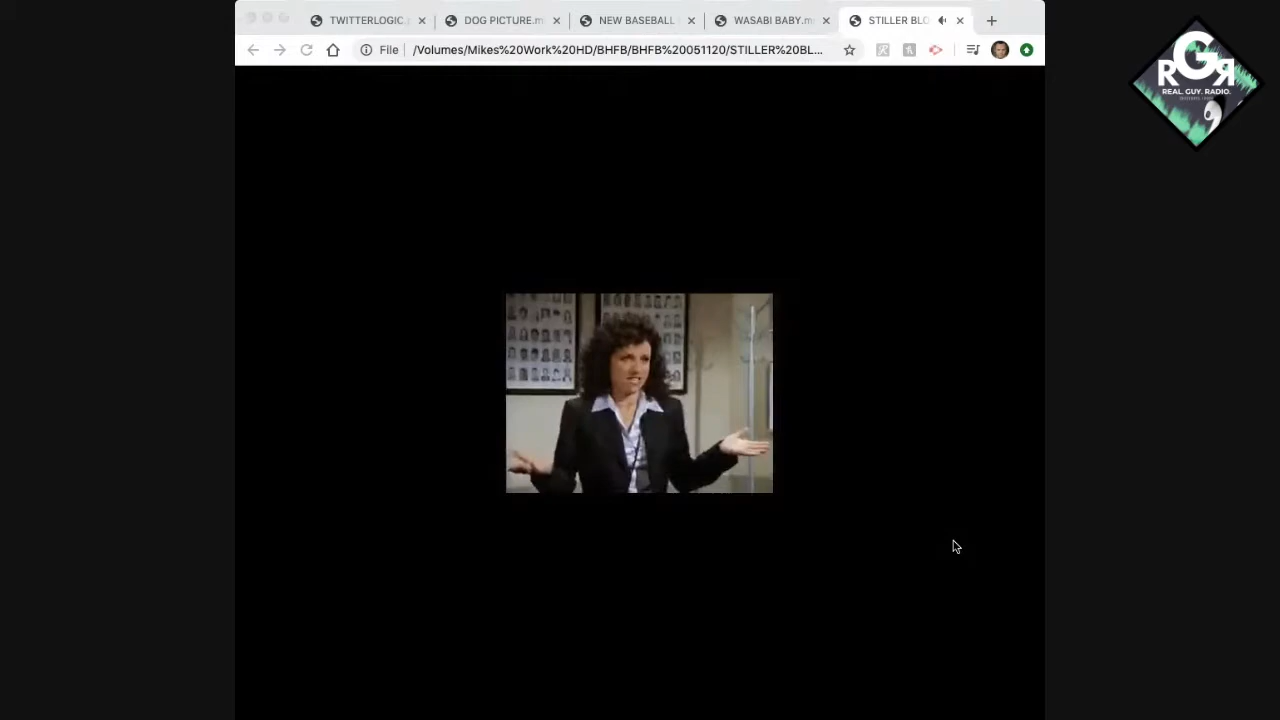 TWITTERLOGIC.
DOG PICTURE.m
NEW BASEBALL
WASABI BABY.m
STILLER BLO
File
/Volumes/Mikes%20Work%20HD/BHFB/BHFB%20051120/STILLER%20BL...
RGR
REAL. GUY. RADIO.